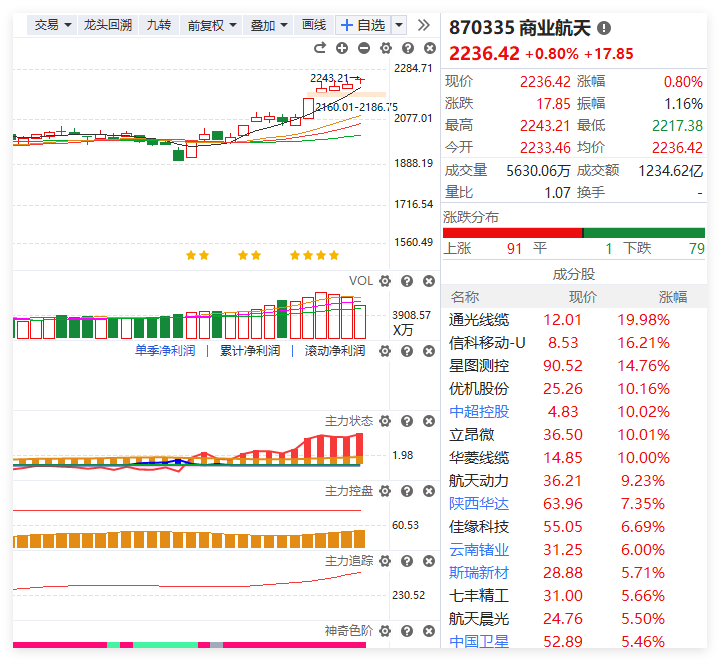 交易 龙头回溯 九转 前复权 叠加 画线 自选
2284.71
2243.21
2160.01-2186.75
2077.01
1888.19
1716.54
1560.49
VOL
3908.57
X万
单季净利润 累计净利润 滚动净利润
主力状态
1.98
主力控盘
60.53
主力追踪
230.52
神奇色阶
870335 商业航天
2236.42 +0.80% +17.85
现价 2236.42 涨幅 0.80%
涨跌 17.85 振幅 1.16%
最高 2243.21 最低 2217.38
今开 2233.46 均价 2236.42
成交量 5630.06万 成交额 1234.62亿
量比 1.07 换手 -
涨跌分布
上涨 91 平 1 下跌 79
成分股
名称 现价 涨幅
通光线缆 12.01 19.98%
信科移动-U 8.53 16.21%
星图测控 90.52 14.76%
优机股份 25.26 10.16%
中超控股 4.83 10.02%
立昂微 36.50 10.01%
华菱线缆 14.85 10.00%
航天动力 36.21 9.23%
陕西华达 63.96 7.35%
佳缘科技 55.05 6.69%
云南锗业 31.25 6.00%
斯瑞新材 28.88 5.71%
七丰精工 31.00 5.66%
航天晨光 24.76 5.50%
中国卫星 52.89 5.46%